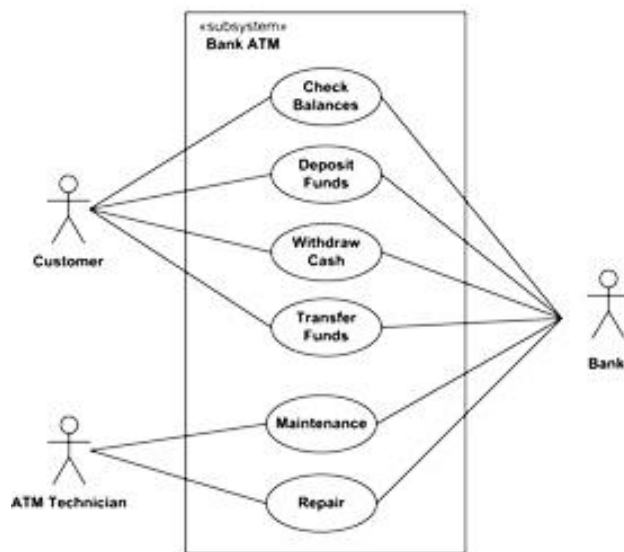 «subsystem»
Bank ATM
Check
Balances
Deposit
Funds
Customer
Withdraw
Cash
Transfer
Funds
Bank
Maintenance
ATM Technician
Repair